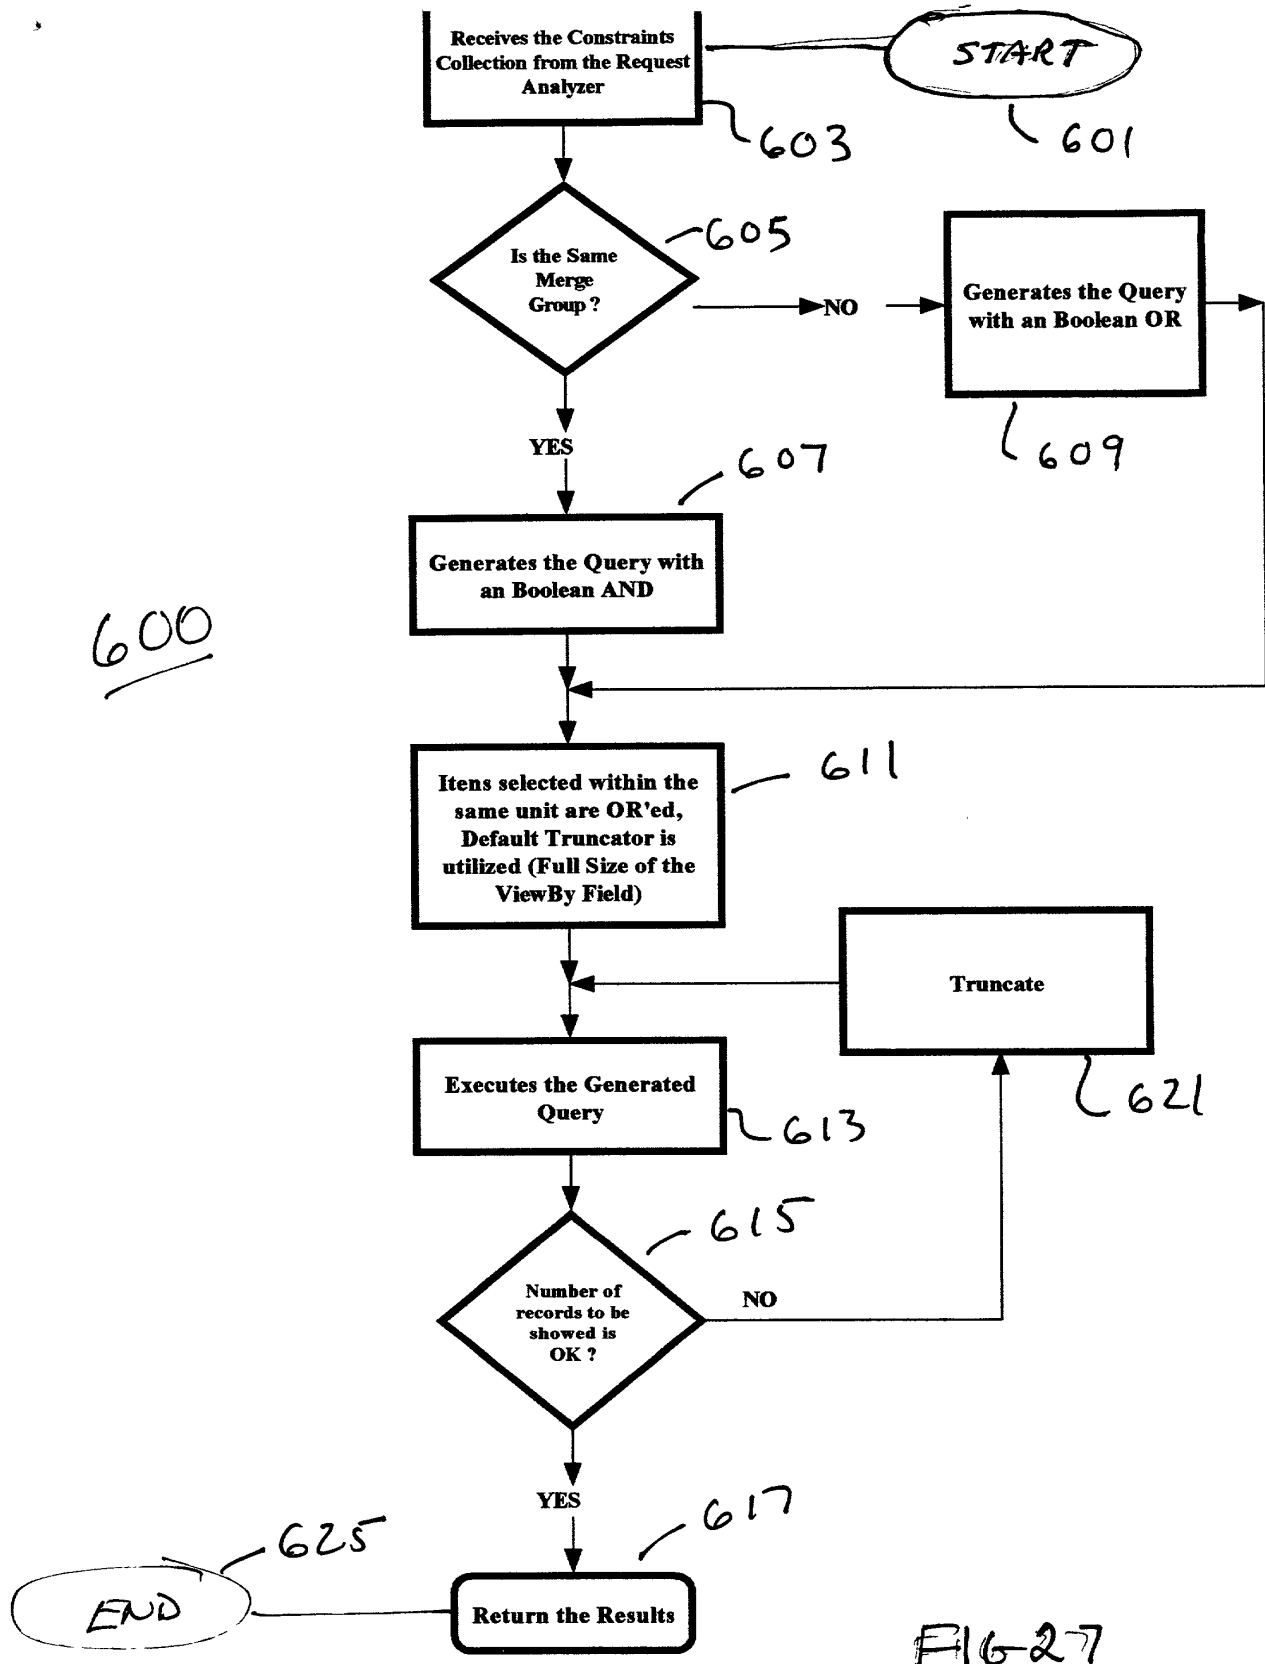 Receives the Constraints
Collection from the Request
Analyzer
START
603
601
Is the Same
Merge
Group ?
605
NO
Generates the Query
with an Boolean OR
609
YES
607
Generates the Query with
an Boolean AND
600
Itens selected within the
same unit are OR'ed,
Default Truncator is
utilized (Full Size of the
ViewBy Field)
611
Truncate
621
Executes the Generated
Query
613
615
Number of
records to be
showed is
OK ?
NO
YES
617
625
END
Return the Results
FIG-27